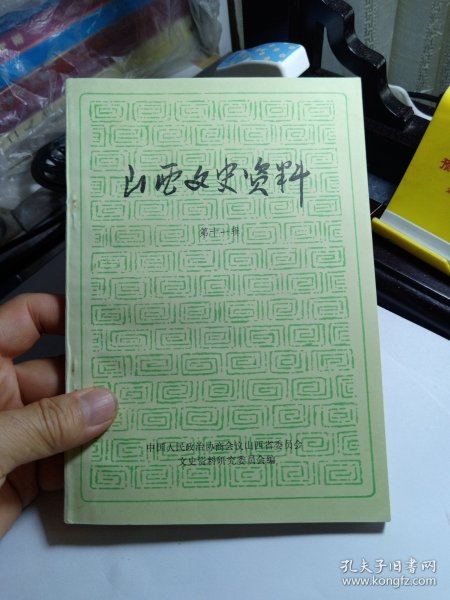 山西文史资料
第十一辑
中国人民政治协商会议山西省委员会
文史资料研究委员会编
孔夫子旧书网
www.kongfz.com